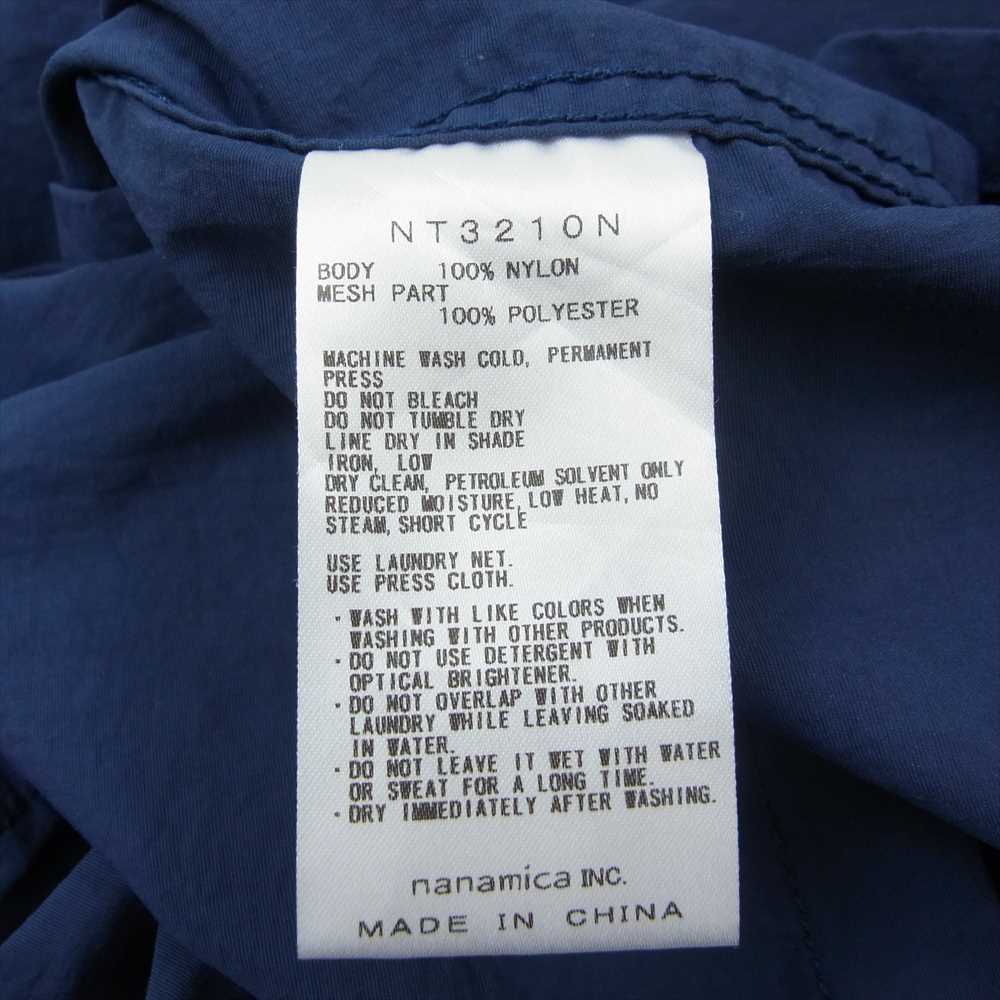 NT3210N
BODY 100% NYLON
MESH PART
100% POLYESTER
MACHINE WASH COLD, PERMANENT
PRESS
DO NOT BLEACH
DO NOT TUMBLE DRY
LINE DRY IN SHADE
IRON, LOW
DRY CLEAN, PETROLEUM SOLVENT ONLY
REDUCED MOISTURE, LOW HEAT, NO
STEAM, SHORT CYCLE
USE LAUNDRY NET.
USE PRESS CLOTH.
・WASH WITH LIKE COLORS WHEN
WASHING WITH OTHER PRODUCTS.
・DO NOT USE DETERGENT WITH
OPTICAL BRIGHTENER.
・DO NOT OVERLAP WITH OTHER
LAUNDRY WHILE LEAVING SOAKED
IN WATER.
・DO NOT LEAVE IT WET WITH WATER
OR SWEAT FOR A LONG TIME.
・DRY IMMEDIATELY AFTER WASHING.
nanamica INC.
MADE IN CHINA